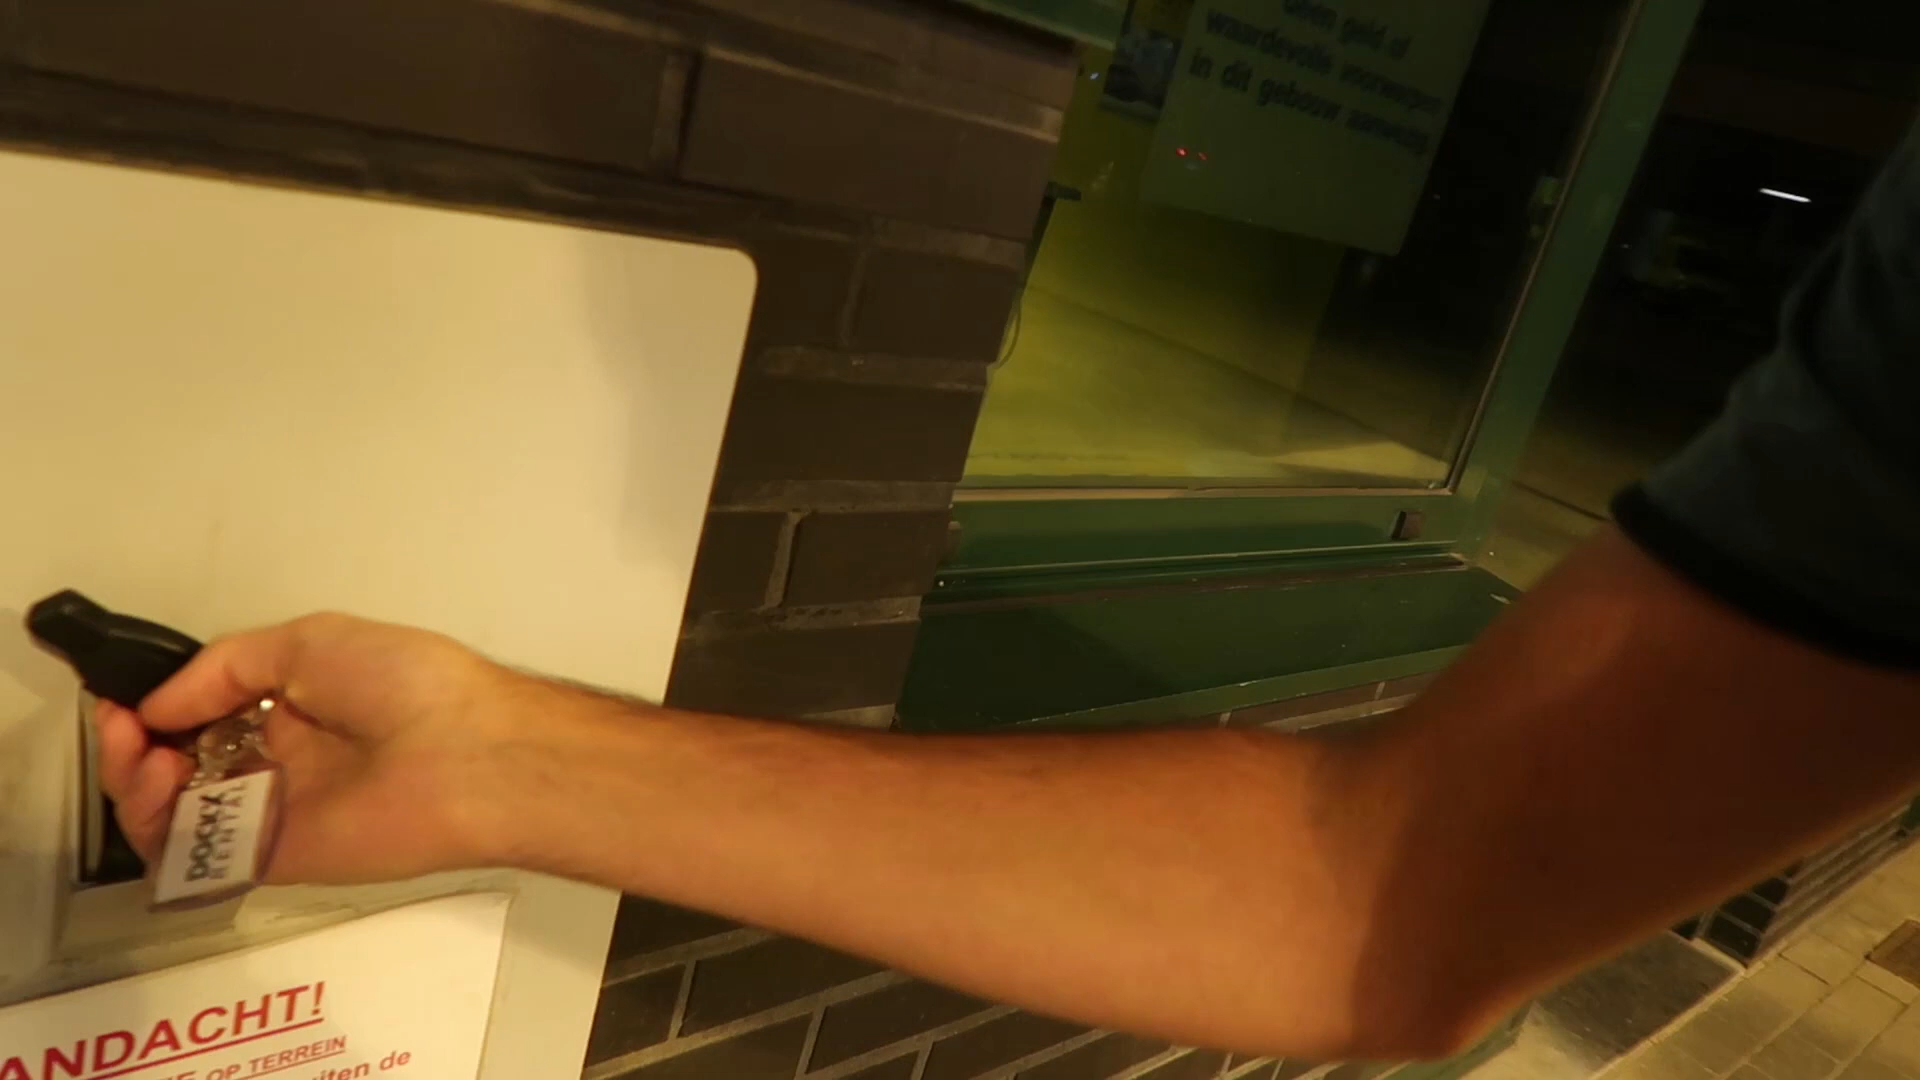 Geen geld of
waardevolle voorwerpen
in dit gebouw aanwezig
DOCKX
RENTAL
ANDACHT!
OP TERREIN
iten de